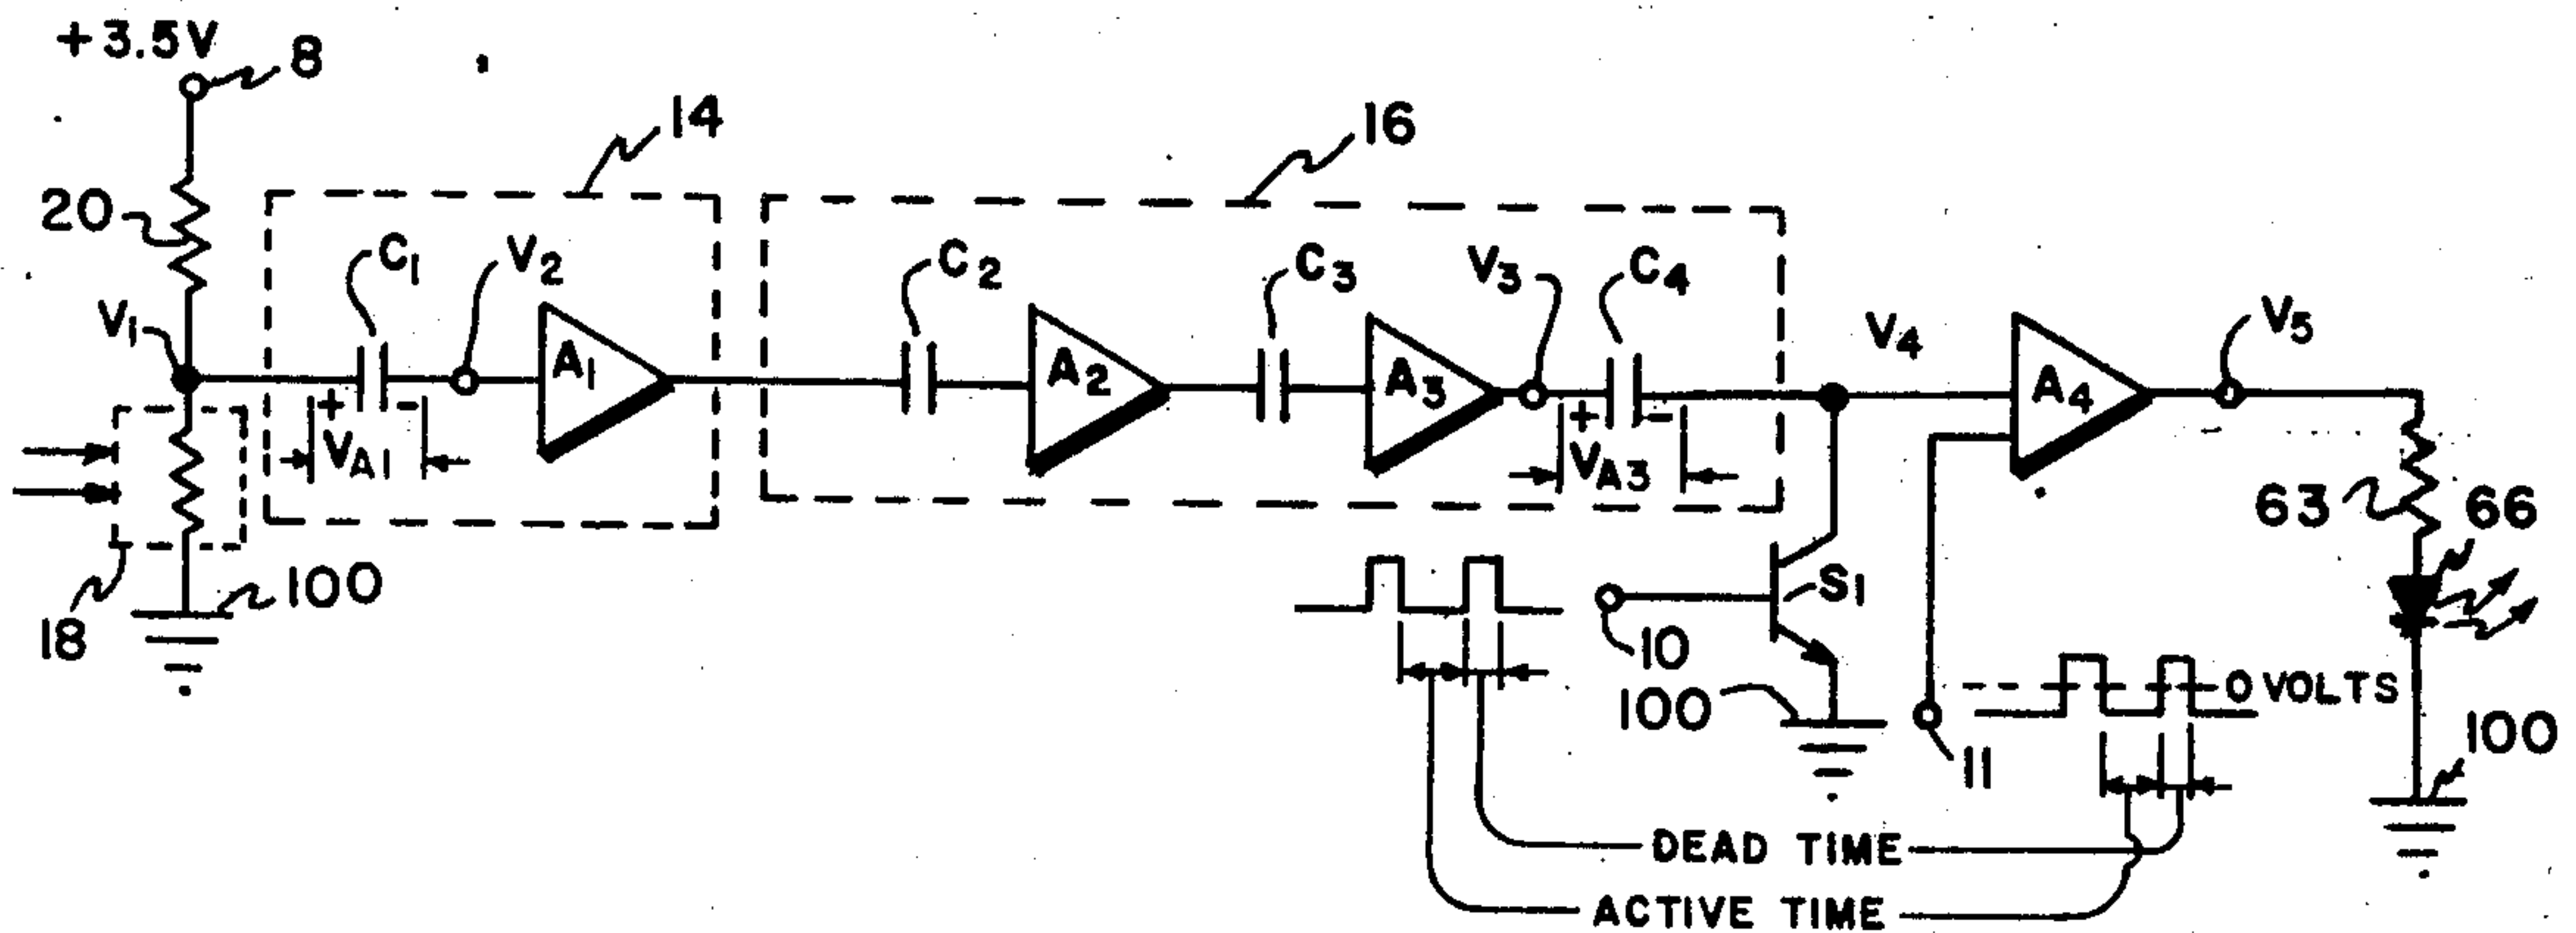 +3.5V
8
14
16
20
C1
V2
C2
C3
V3
C4
V1
V4
V5
A1
A2
A3
A4
+ -
VA1
+ -
VA3
63
66
18
100
10
S1
100
11
0 VOLTS
100
DEAD TIME
ACTIVE TIME